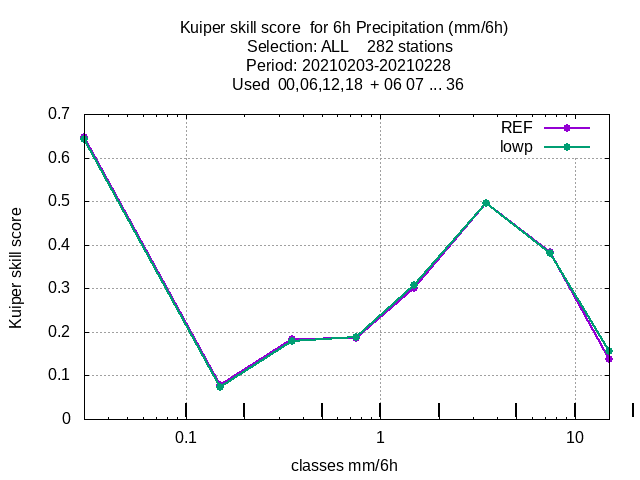 Kuiper skill score  for 6h Precipitation (mm/6h)
Selection: ALL    282 stations
Period: 20210203-20210228
Used  00,06,12,18  + 06 07 ... 36
REF
lowp
Kuiper skill score
0.7
0.6
0.5
0.4
0.3
0.2
0.1
0
0.1 1 10
classes mm/6h